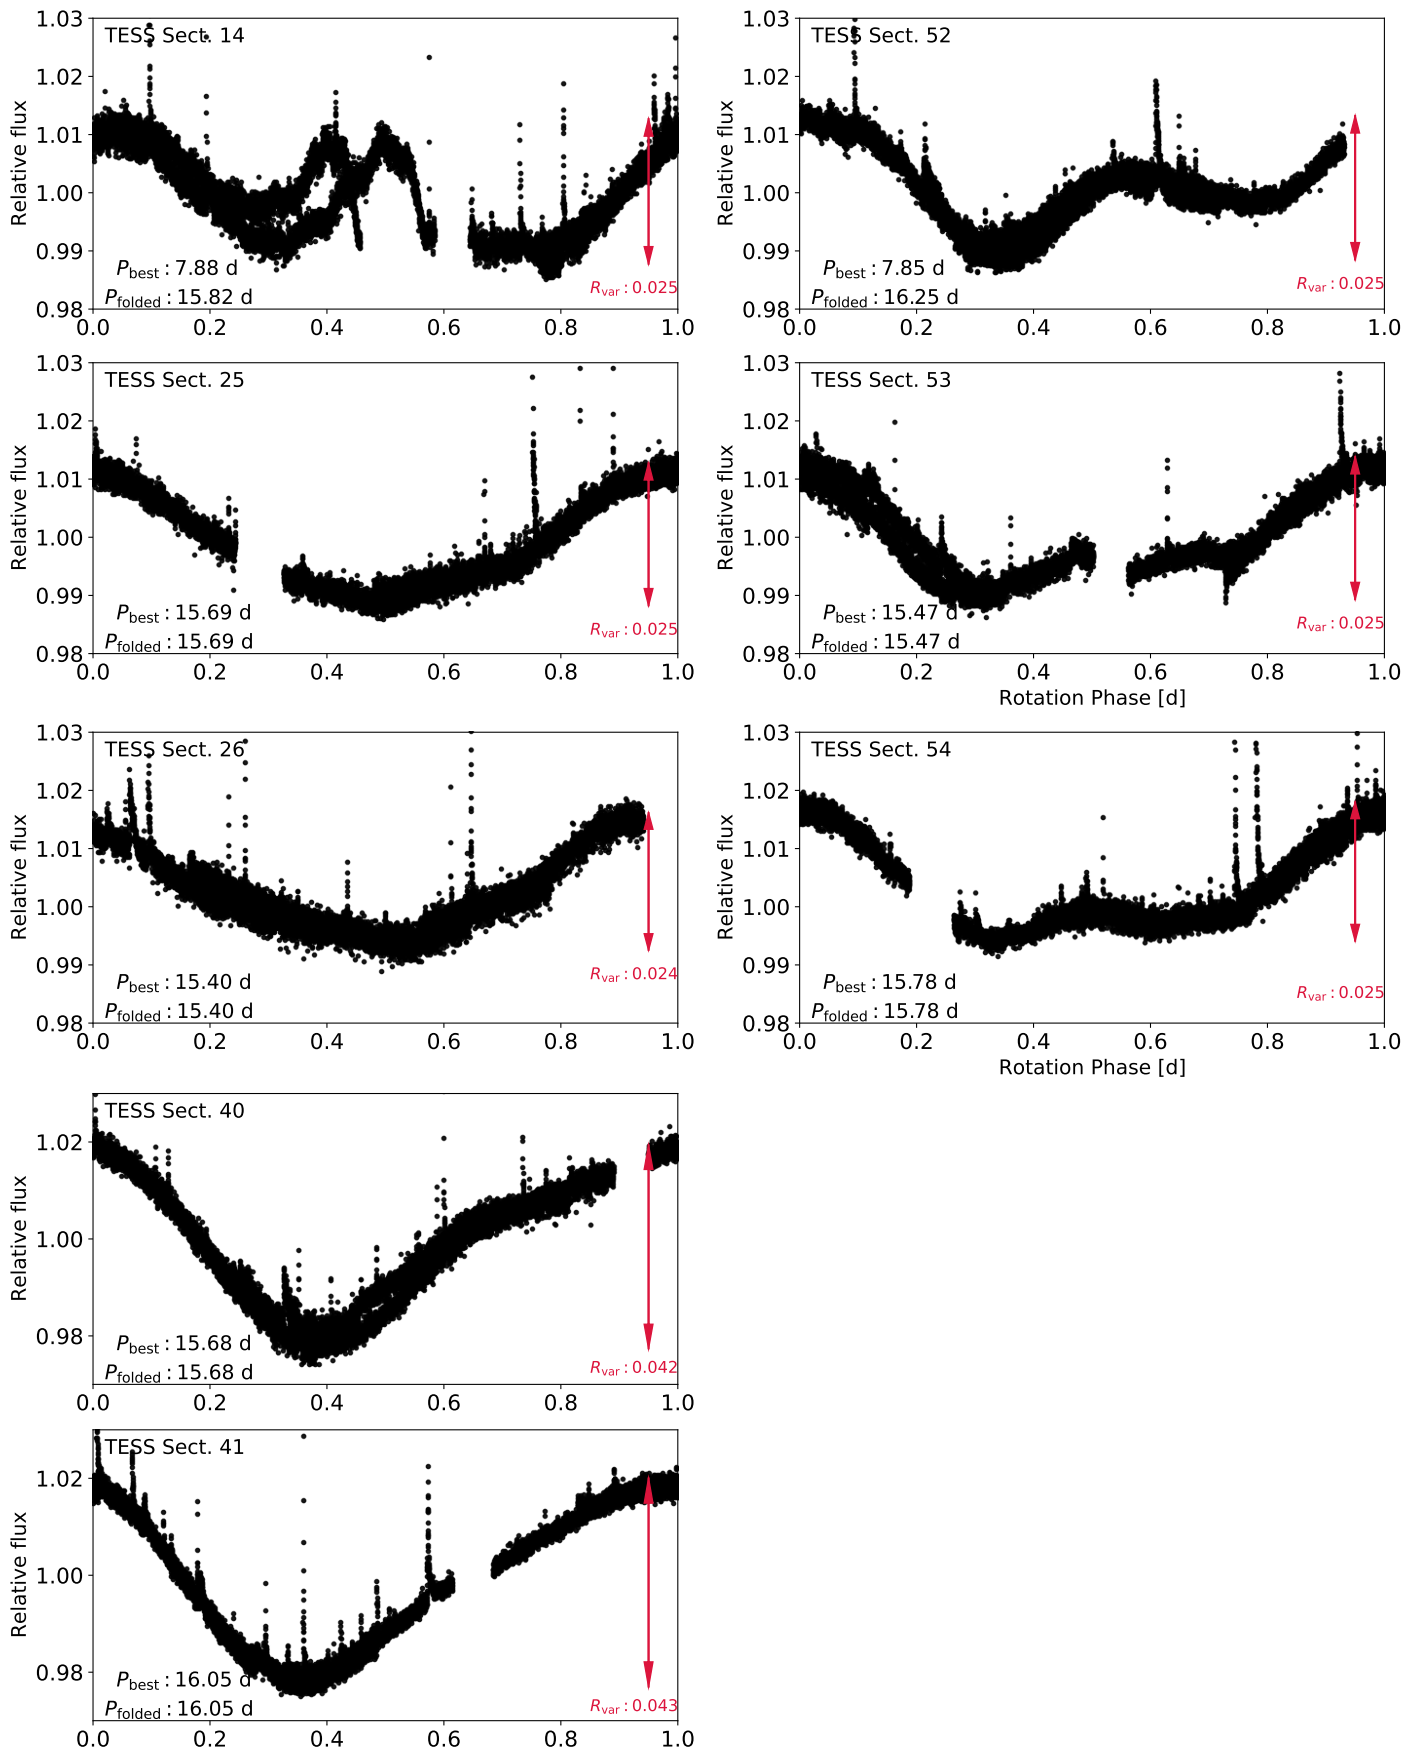 TESS Sect. 14
Relative flux
1.03
1.02
1.01
1.00
0.99
0.98
P_best : 7.88 d
P_folded : 15.82 d
R_var : 0.025
0.0 0.2 0.4 0.6 0.8 1.0
TESS Sect. 52
Relative flux
1.03
1.02
1.01
1.00
0.99
0.98
P_best : 7.85 d
P_folded : 16.25 d
R_var : 0.025
0.0 0.2 0.4 0.6 0.8 1.0
TESS Sect. 25
Relative flux
1.03
1.02
1.01
1.00
0.99
0.98
P_best : 15.69 d
P_folded : 15.69 d
R_var : 0.025
0.0 0.2 0.4 0.6 0.8 1.0
TESS Sect. 53
Relative flux
1.03
1.02
1.01
1.00
0.99
0.98
P_best : 15.47 d
P_folded : 15.47 d
R_var : 0.025
0.0 0.2 0.4 0.6 0.8 1.0
Rotation Phase [d]
TESS Sect. 26
Relative flux
1.03
1.02
1.01
1.00
0.99
0.98
P_best : 15.40 d
P_folded : 15.40 d
R_var : 0.024
0.0 0.2 0.4 0.6 0.8 1.0
TESS Sect. 54
Relative flux
1.03
1.02
1.01
1.00
0.99
0.98
P_best : 15.78 d
P_folded : 15.78 d
R_var : 0.025
0.0 0.2 0.4 0.6 0.8 1.0
Rotation Phase [d]
TESS Sect. 40
Relative flux
1.02
1.00
0.98
P_best : 15.68 d
P_folded : 15.68 d
R_var : 0.042
0.0 0.2 0.4 0.6 0.8 1.0
TESS Sect. 41
Relative flux
1.02
1.00
0.98
P_best : 16.05 d
P_folded : 16.05 d
R_var : 0.043
0.0 0.2 0.4 0.6 0.8 1.0